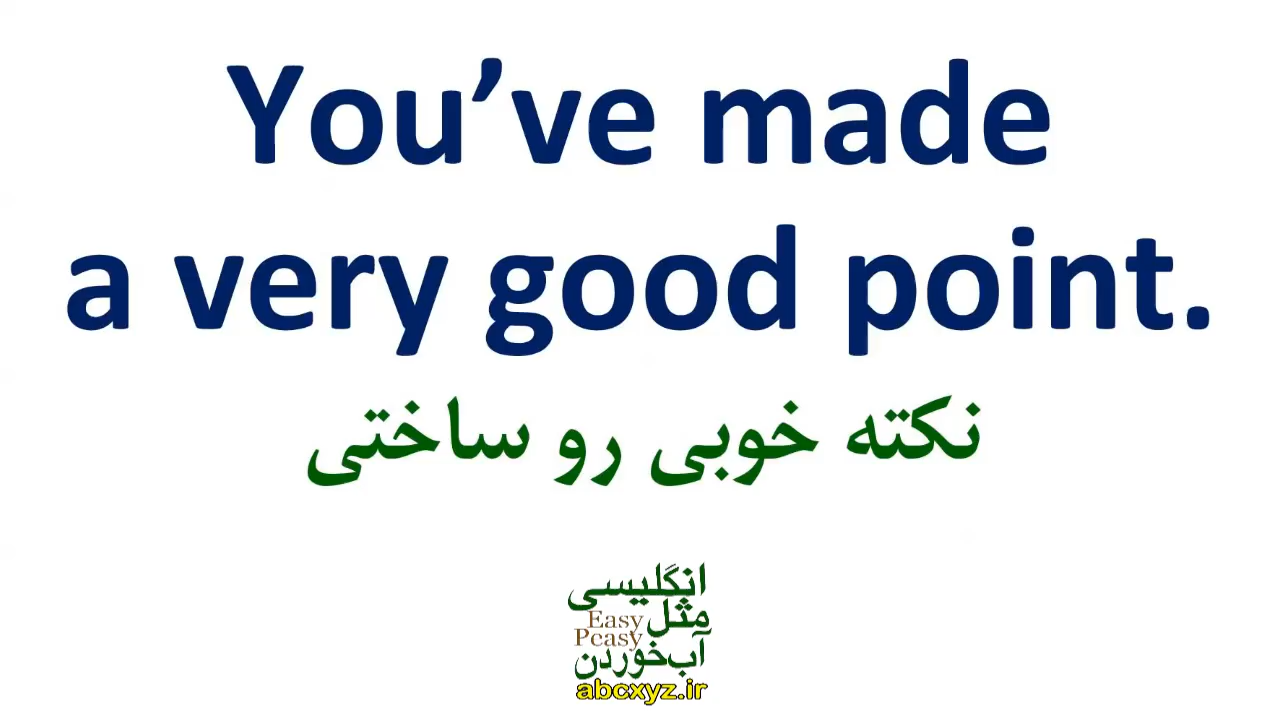 You’ve made
a very good point.
نکته خوبی رو ساختی
انگلیسی
مثل
Easy
Peasy
آب‌خوردن
abcxyz.ir